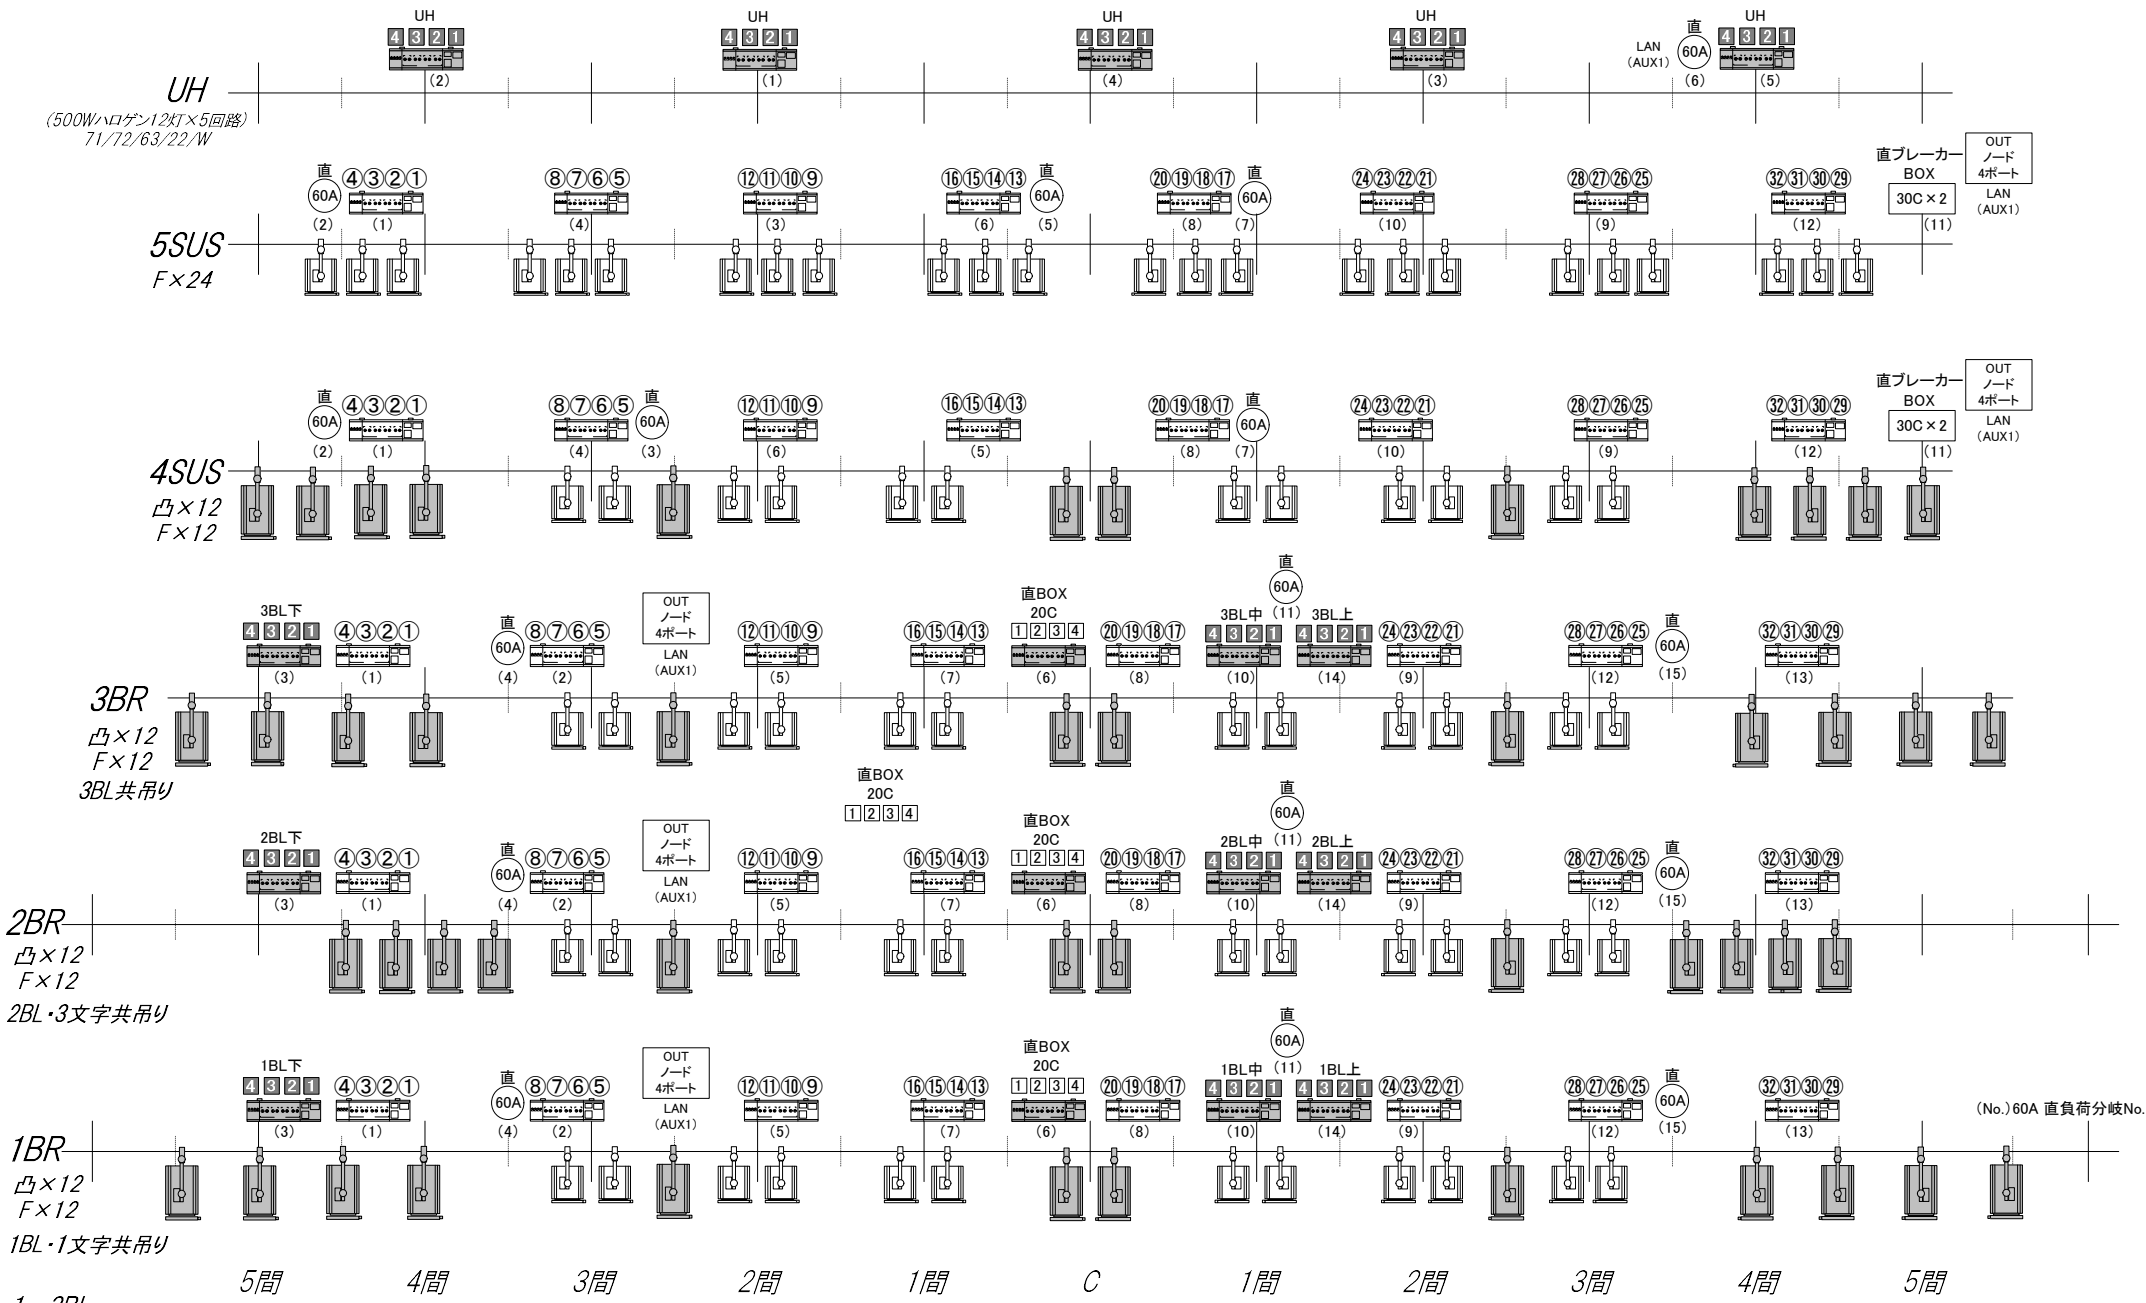 UH UH UH UH 直 UH
4 3 2 1 4 3 2 1 4 3 2 1 4 3 2 1 LAN 60A 4 3 2 1
(AUX1)
UH (2) (1) (4) (3) (6) (5)
(500Wハロゲン12灯×5回路)
71/72/63/22/W
直ブレーカー OUT
直 直 直 BOX ノード
60A ④③②① ⑧⑦⑥⑤ ⑫⑪⑩⑨ ⑯⑮⑭⑬ 60A ⑳⑲⑱⑰ 60A ㉔㉓㉒㉑ ㉘㉗㉖㉕ ㉜㉛㉚㉙ 4ポート
30C×2 LAN
(2) (1) (4) (3) (6) (5) (8) (7) (10) (9) (12) (11) (AUX1)
5SUS
F×24
直ブレーカー OUT
直 直 直 BOX ノード
60A ④③②① ⑧⑦⑥⑤ 60A ⑫⑪⑩⑨ ⑯⑮⑭⑬ ⑳⑲⑱⑰ 60A ㉔㉓㉒㉑ ㉘㉗㉖㉕ ㉜㉛㉚㉙ 4ポート
30C×2 LAN
(2) (1) (4) (3) (6) (5) (8) (7) (10) (9) (12) (11) (AUX1)
4SUS
凸×12
F×12
直
60A
OUT 直BOX
3BL下 ノード 20C 3BL中 (11) 3BL上 直
4 3 2 1 ④③②① 直 ⑧⑦⑥⑤ 4ポート ⑫⑪⑩⑨ ⑯⑮⑭⑬ 1 2 3 4 ⑳⑲⑱⑰ 4 3 2 1 4 3 2 1 ㉔㉓㉒㉑ ㉘㉗㉖㉕ 60A ㉜㉛㉚㉙
60A LAN
(3) (1) (4) (2) (AUX1) (5) (7) (6) (8) (10) (14) (9) (12) (15) (13)
3BR
凸×12
F×12
3BL共吊り
直BOX
20C
1 2 3 4
直
60A
OUT 直BOX
2BL下 ノード 20C 2BL中 (11) 2BL上 直
4 3 2 1 ④③②① 直 ⑧⑦⑥⑤ 4ポート ⑫⑪⑩⑨ ⑯⑮⑭⑬ 1 2 3 4 ⑳⑲⑱⑰ 4 3 2 1 4 3 2 1 ㉔㉓㉒㉑ ㉘㉗㉖㉕ 60A ㉜㉛㉚㉙
60A LAN
(3) (1) (4) (2) (AUX1) (5) (7) (6) (8) (10) (14) (9) (12) (15) (13)
2BR
凸×12
F×12
2BL・3文字共吊り
直
60A
OUT 直BOX
1BL下 ノード 20C 1BL中 (11) 1BL上 直
4 3 2 1 ④③②① 直 ⑧⑦⑥⑤ 4ポート ⑫⑪⑩⑨ ⑯⑮⑭⑬ 1 2 3 4 ⑳⑲⑱⑰ 4 3 2 1 4 3 2 1 ㉔㉓㉒㉑ ㉘㉗㉖㉕ 60A ㉜㉛㉚㉙
60A LAN (No.)60A 直負荷分岐No.
(3) (1) (4) (2) (AUX1) (5) (7) (6) (8) (10) (14) (9) (12) (15) (13)
1BR
凸×12
F×12
1BL・1文字共吊り
5間 4間 3間 2間 1間 C 1間 2間 3間 4間 5間